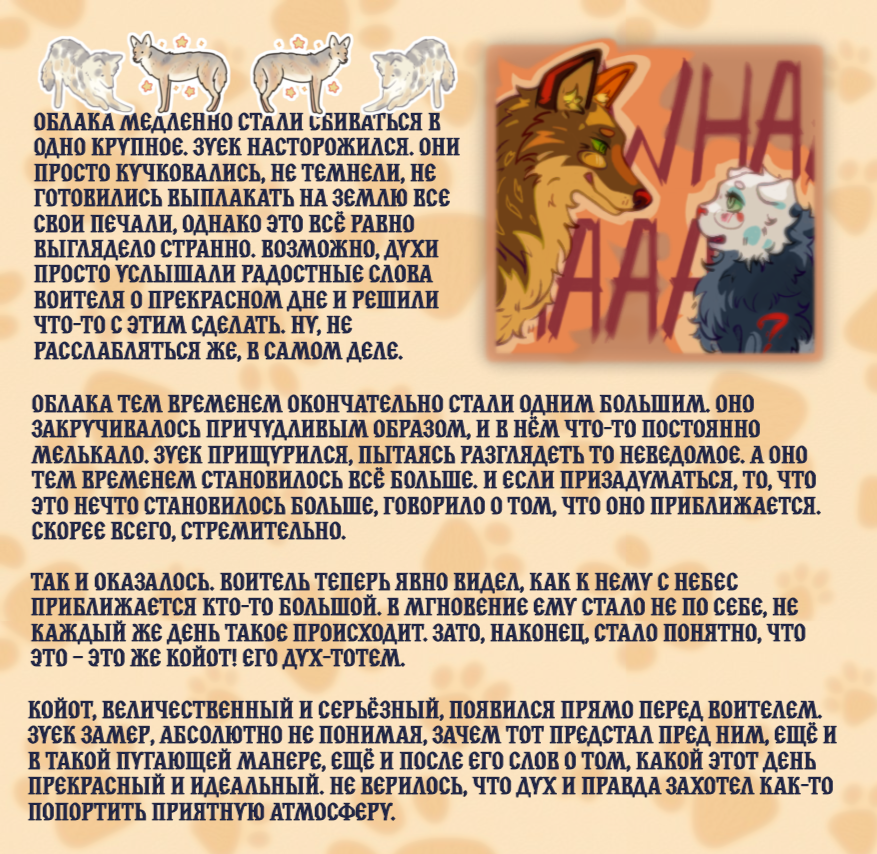 ОБЛАКА МЕДЛЕННО СТАЛИ СБИВАТЬСЯ В
ОДНО КРУПНОЕ. ЗУЕК НАСТОРОЖИЛСЯ. ОНИ
ПРОСТО КУЧКОВАЛИСЬ, НЕ ТЕМНЕЛИ, НЕ
ГОТОВИЛИСЬ ВЫПЛАКАТЬ НА ЗЕМЛЮ ВСЕ
СВОИ ПЕЧАЛИ, ОДНАКО ЭТО ВСЁ РАВНО
ВЫГЛЯДЕЛО СТРАННО. ВОЗМОЖНО, ДУХИ
ПРОСТО УСЛЫШАЛИ РАДОСТНЫЕ СЛОВА
ВОИТЕЛЯ О ПРЕКРАСНОМ ДНЕ И РЕШИЛИ
ЧТО-ТО С ЭТИМ СДЕЛАТЬ. НУ, НЕ
РАССЛАБЛЯТЬСЯ ЖЕ, В САМОМ ДЕЛЕ.
WHA
AAA
?
ОБЛАКА ТЕМ ВРЕМЕНЕМ ОКОНЧАТЕЛЬНО СТАЛИ ОДНИМ БОЛЬШИМ. ОНО
ЗАКРУЧИВАЛОСЬ ПРИЧУДЛИВЫМ ОБРАЗОМ, И В НЁМ ЧТО-ТО ПОСТОЯННО
МЕЛЬКАЛО. ЗУЕК ПРИЩУРИЛСЯ, ПЫТАЯСЬ РАЗГЛЯДЕТЬ ТО НЕВЕДОМОЕ. А ОНО
ТЕМ ВРЕМЕНЕМ СТАНОВИЛОСЬ ВСЁ БОЛЬШЕ. И ЕСЛИ ПРИЗАДУМАТЬСЯ, ТО, ЧТО
ЭТО НЕЧТО СТАНОВИЛОСЬ БОЛЬШЕ, ГОВОРИЛО О ТОМ, ЧТО ОНО ПРИБЛИЖАЕТСЯ.
СКОРЕЕ ВСЕГО, СТРЕМИТЕЛЬНО.
ТАК И ОКАЗАЛОСЬ. ВОИТЕЛЬ ТЕПЕРЬ ЯВНО ВИДЕЛ, КАК К НЕМУ С НЕБЕС
ПРИБЛИЖАЕТСЯ КТО-ТО БОЛЬШОЙ. В МГНОВЕНИЕ ЕМУ СТАЛО НЕ ПО СЕБЕ, НЕ
КАЖДЫЙ ЖЕ ДЕНЬ ТАКОЕ ПРОИСХОДИТ. ЗАТО, НАКОНЕЦ, СТАЛО ПОНЯТНО, ЧТО
ЭТО – ЭТО ЖЕ КОЙОТ! ЕГО ДУХ-ТОТЕМ.
КОЙОТ, ВЕЛИЧЕСТВЕННЫЙ И СЕРЬЁЗНЫЙ, ПОЯВИЛСЯ ПРЯМО ПЕРЕД ВОИТЕЛЕМ.
ЗУЕК ЗАМЕР, АБСОЛЮТНО НЕ ПОНИМАЯ, ЗАЧЕМ ТОТ ПРЕДСТАЛ ПРЕД НИМ, ЕЩЁ И
В ТАКОЙ ПУГАЮЩЕЙ МАНЕРЕ, ЕЩЁ И ПОСЛЕ ЕГО СЛОВ О ТОМ, КАКОЙ ЭТОТ ДЕНЬ
ПРЕКРАСНЫЙ И ИДЕАЛЬНЫЙ. НЕ ВЕРИЛОСЬ, ЧТО ДУХ И ПРАВДА ЗАХОТЕЛ КАК-ТО
ПОПОРТИТЬ ПРИЯТНУЮ АТМОСФЕРУ.